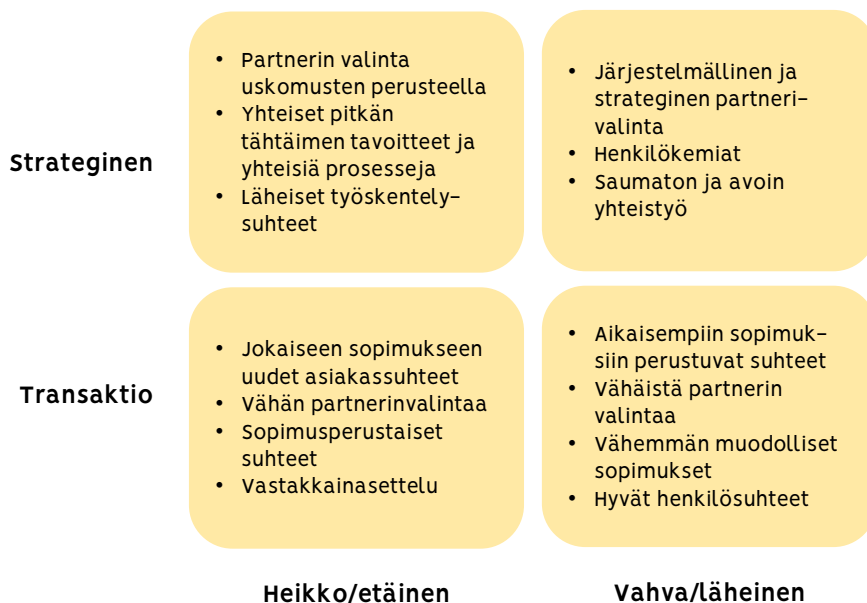 Strateginen
• Partnerin valinta
uskomusten perusteella
• Yhteiset pitkän
tähtäimen tavoitteet ja
yhteisiä prosesseja
• Läheiset työskentely-
suhteet
• Järjestelmällinen ja
strateginen partneri-
valinta
• Henkilökemiat
• Saumaton ja avoin
yhteistyö
Transaktio
• Jokaiseen sopimukseen
uudet asiakassuhteet
• Vähän partnerinvalintaa
• Sopimusperustaiset
suhteet
• Vastakkainasettelu
• Aikaisempiin sopimuk-
siin perustuvat suhteet
• Vähäistä partnerin
valintaa
• Vähemmän muodolliset
sopimukset
• Hyvät henkilösuhteet
Heikko/etäinen
Vahva/läheinen